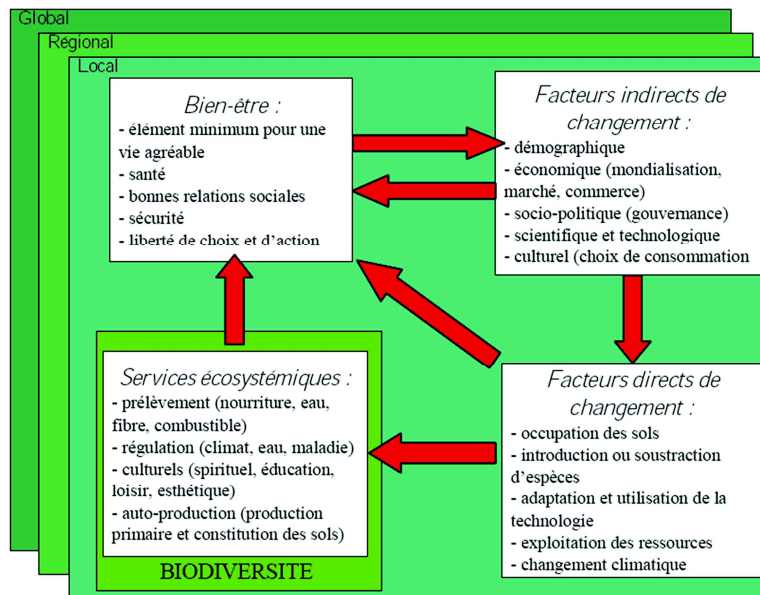 Global
Régional
Local
Bien-être :
- élément minimum pour une
vie agréable
- santé
- bonnes relations sociales
- sécurité
- liberté de choix et d'action
Facteurs indirects de
changement :
- démographique
- économique (mondialisation,
marché, commerce)
- socio-politique (gouvernance)
- scientifique et technologique
- culturel (choix de consommation
Services écosystémiques :
- prélèvement (nourriture, eau,
fibre, combustible)
- régulation (climat, eau, maladie)
- culturels (spirituel, éducation,
loisir, esthétique)
- auto-production (production
primaire et constitution des sols)
BIODIVERSITE
Facteurs directs de
changement :
- occupation des sols
- introduction ou soustraction
d'espèces
- adaptation et utilisation de la
technologie
- exploitation des ressources
- changement climatique